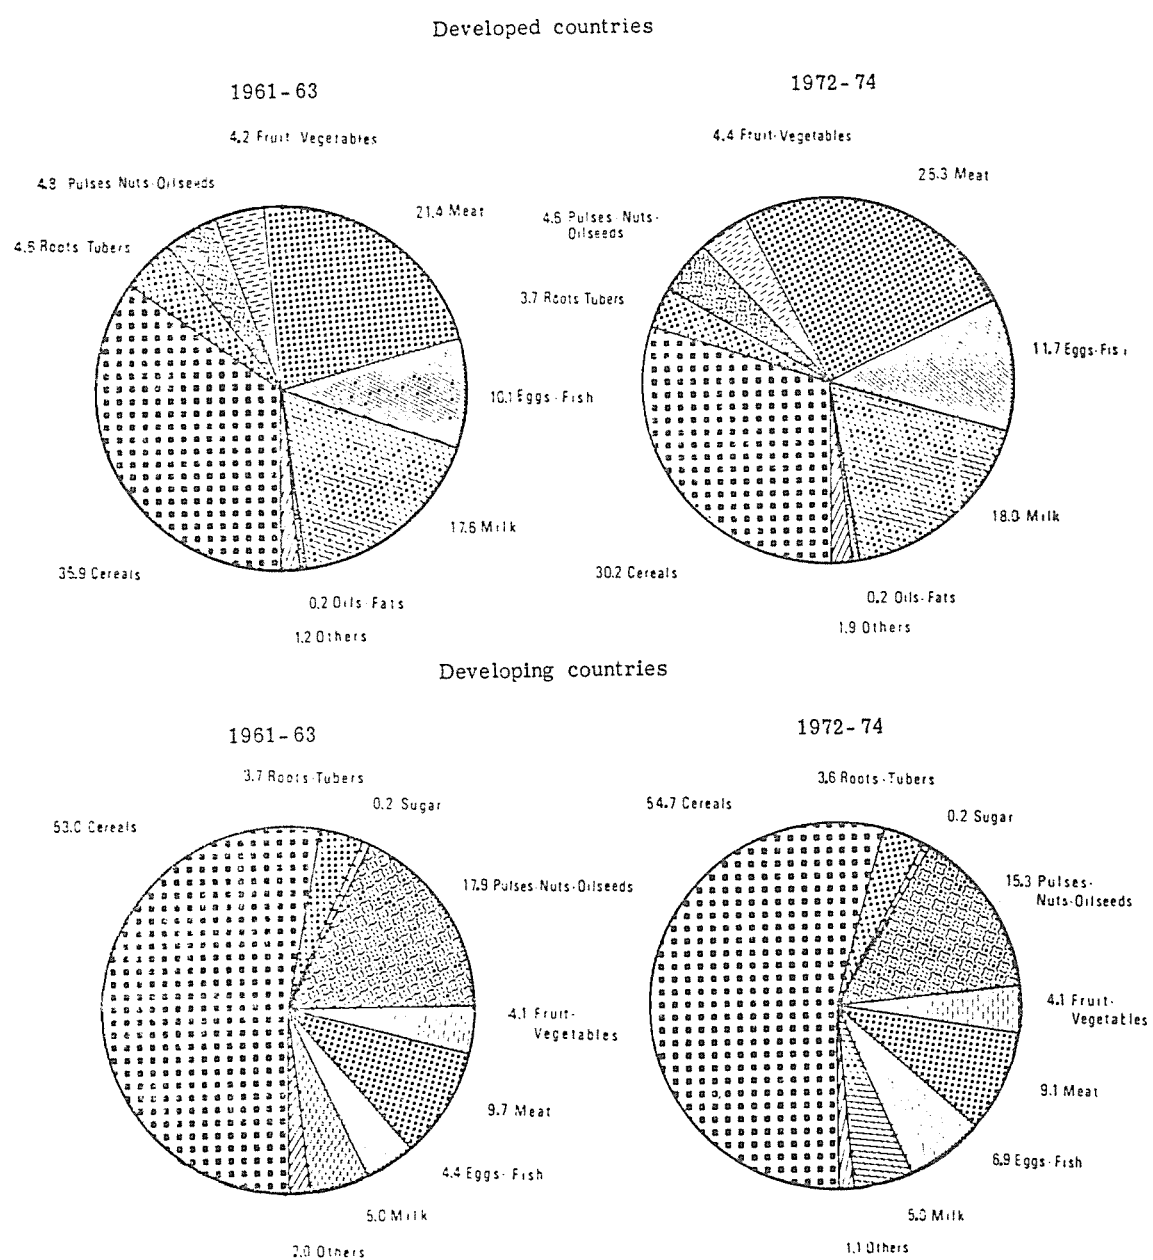 Developed countries
1961-63
4.2 Fruit Vegetables
4.8 Pulses Nuts-Oilseeds
21.4 Meat
4.6 Roots Tubers
10.1 Eggs-Fish
17.6 Milk
35.9 Cereals
0.2 Oils-Fats
1.2 Others
1972-74
4.4 Fruit-Vegetables
25.3 Meat
4.6 Pulses-Nuts-
Oilseeds
3.7 Roots Tubers
11.7 Eggs-Fish
18.0 Milk
30.2 Cereals
0.2 Oils-Fats
1.9 Others
Developing countries
1961-63
3.7 Roots-Tubers
0.2 Sugar
53.0 Cereals
17.9 Pulses-Nuts-Oilseeds
4.1 Fruit-
Vegetables
9.7 Meat
4.4 Eggs-Fish
5.0 Milk
2.0 Others
1972-74
3.6 Roots-Tubers
54.7 Cereals
0.2 Sugar
15.3 Pulses-
Nuts-Oilseeds
4.1 Fruit-
Vegetables
9.1 Meat
6.9 Eggs-Fish
5.0 Milk
1.1 Others